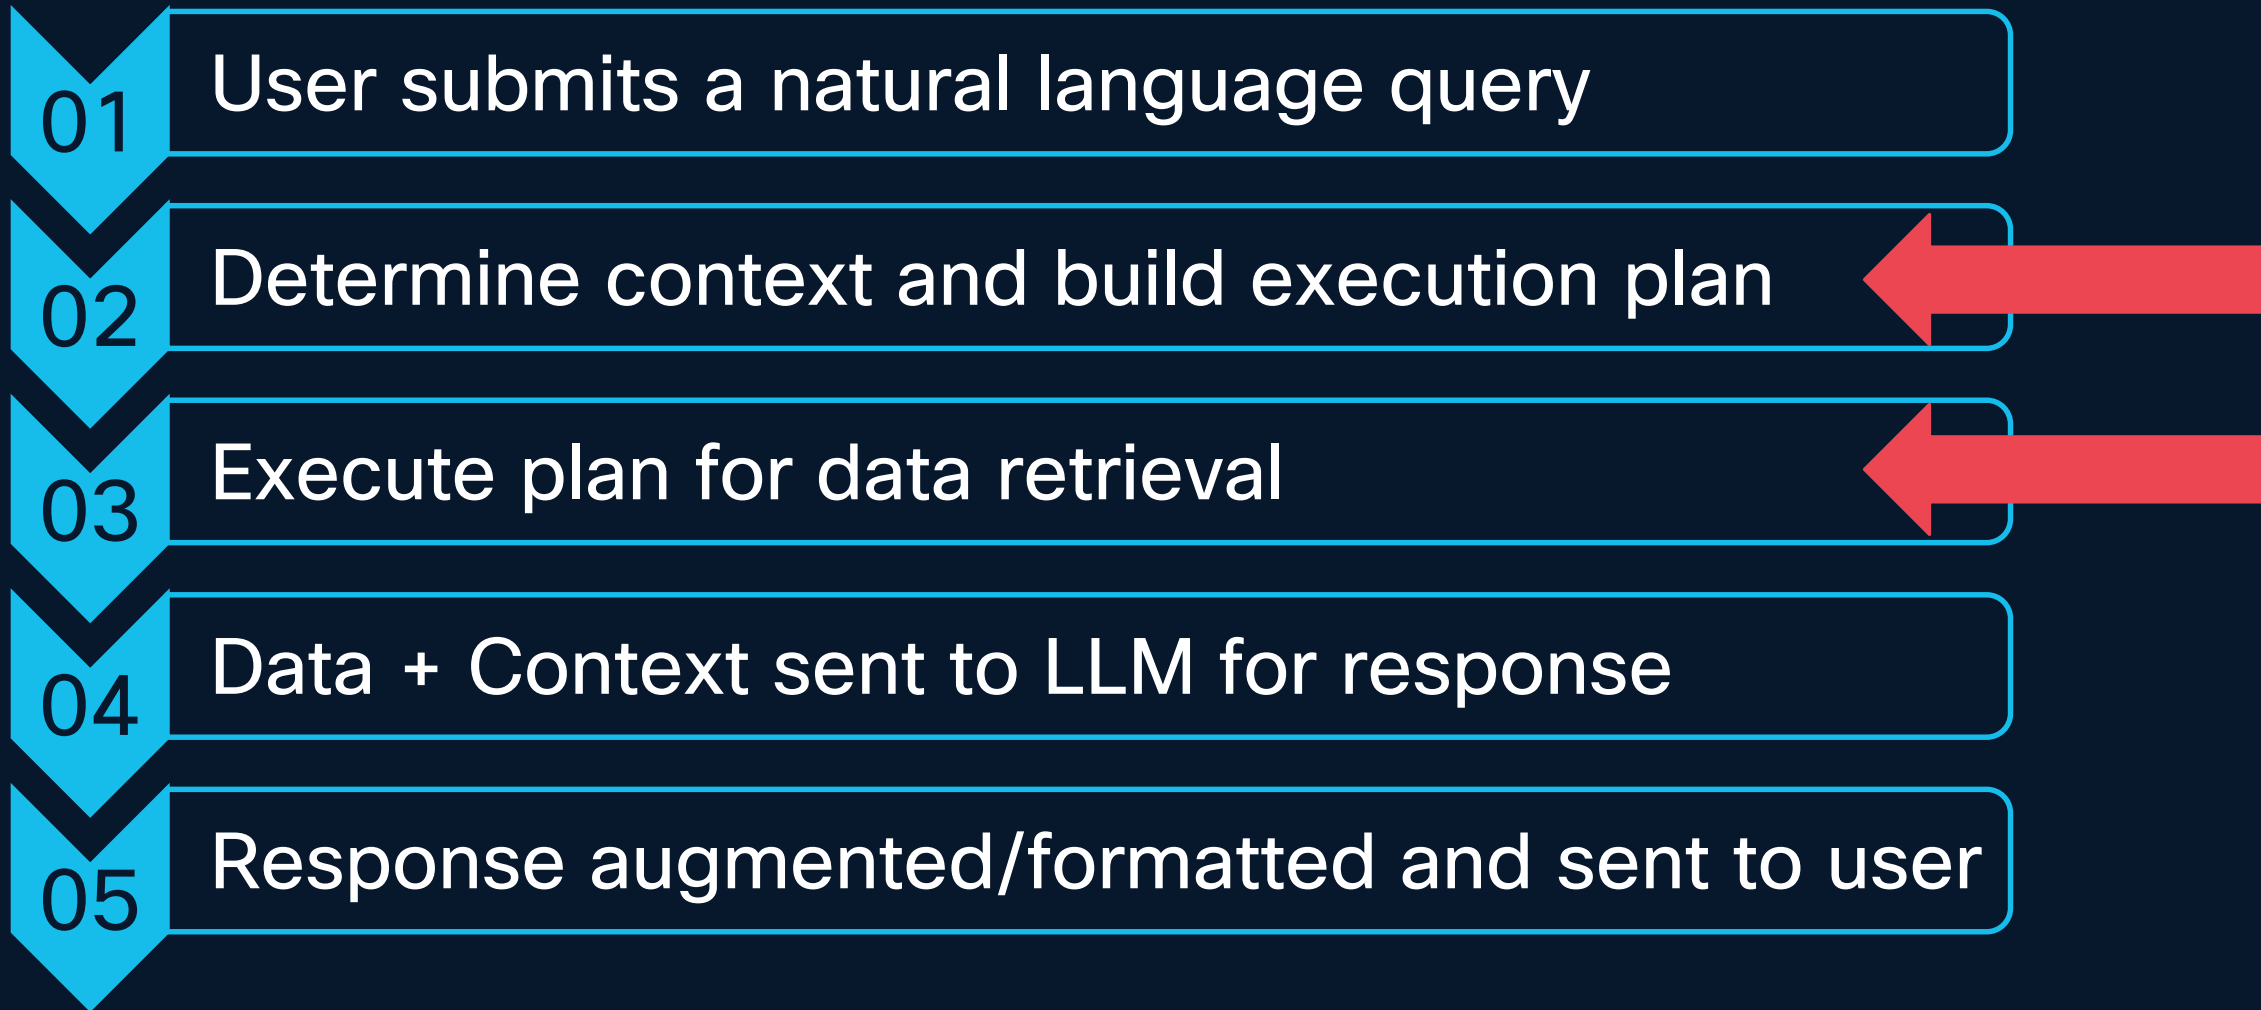 01
User submits a natural language query
02
Determine context and build execution plan
03
Execute plan for data retrieval
04
Data + Context sent to LLM for response
05
Response augmented/formatted and sent to user